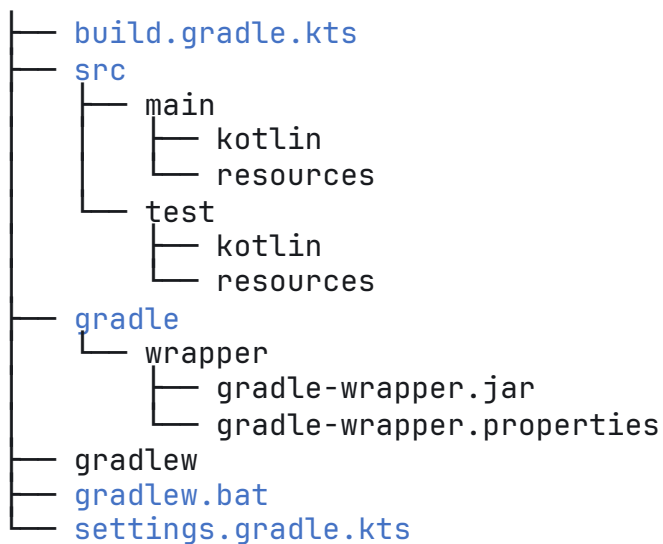 build.gradle.kts
src
main
kotlin
resources
test
kotlin
resources
gradle
wrapper
gradle-wrapper.jar
gradle-wrapper.properties
gradlew
gradlew.bat
settings.gradle.kts